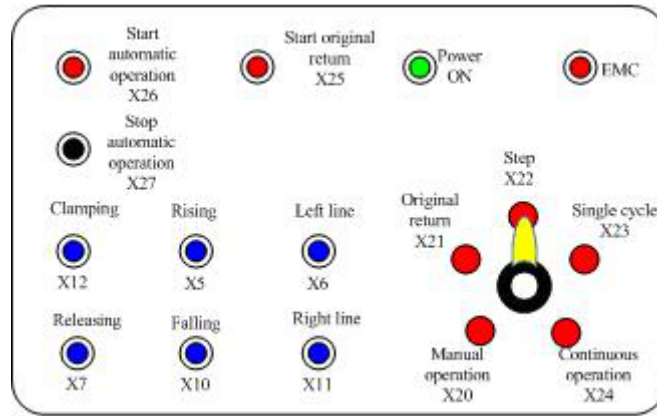 Start
automatic
operation
X26
Start original
return
X25
Power
ON
EMC
Stop
automatic
operation
X27
Step
X22
Original
return
X21
Single cycle
X23
Clamping
X12
Rising
X5
Left line
X6
Releasing
X7
Falling
X10
Right line
X11
Manual
operation
X20
Continuous
operation
X24